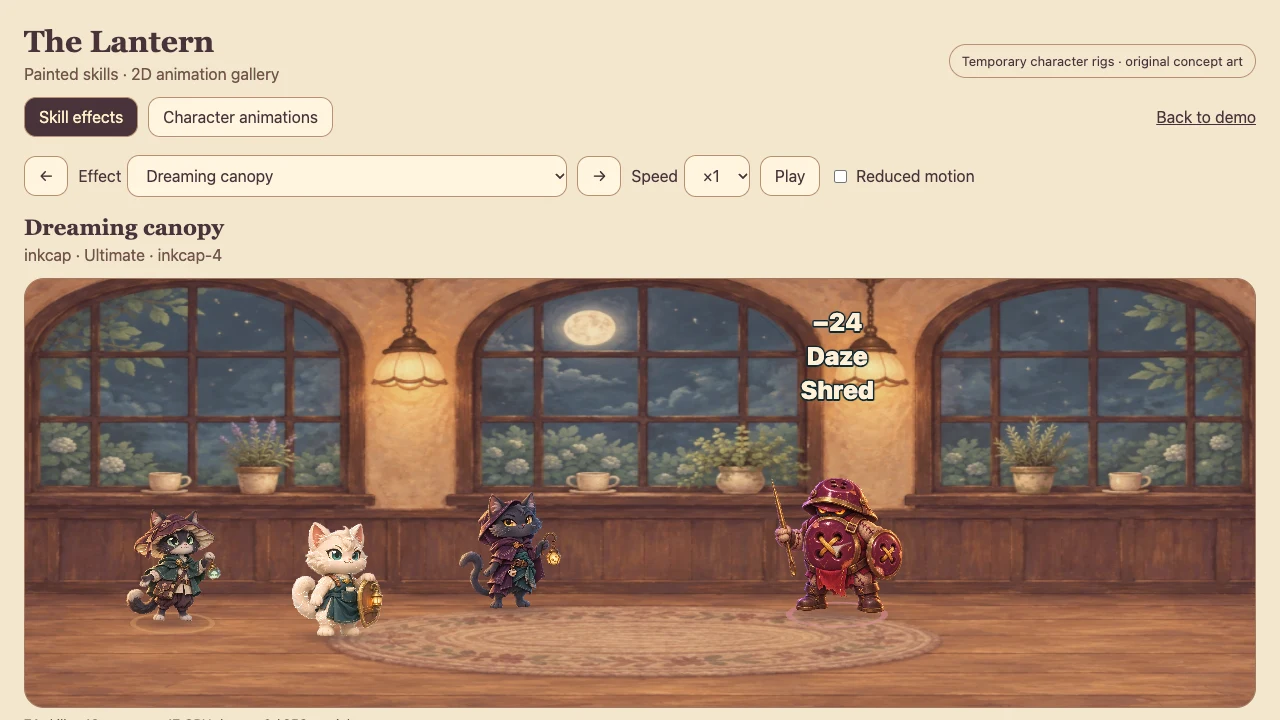 The Lantern
Painted skills · 2D animation gallery
Temporary character rigs · original concept art
Skill effects
Character animations
Back to demo
←
Effect
Dreaming canopy
→
Speed
×1
Play
Reduced motion
Dreaming canopy
inkcap · Ultimate · inkcap-4
−24
Daze
Shred